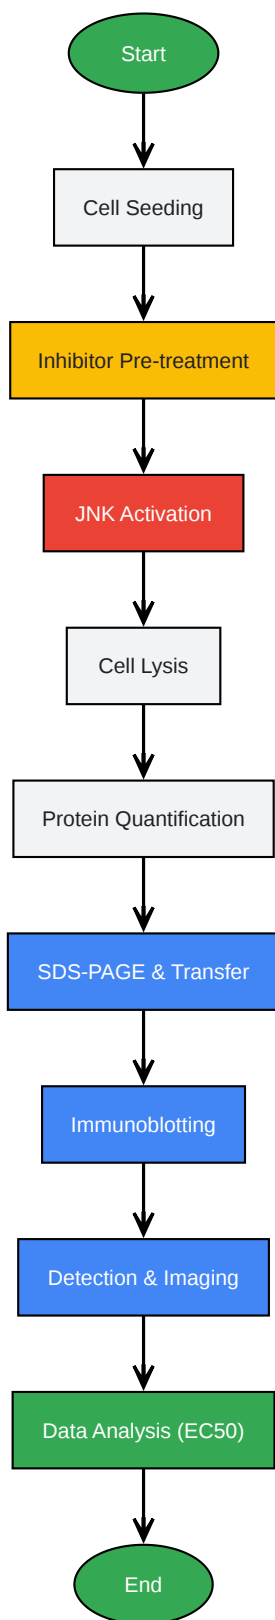 Start
Cell Seeding
Inhibitor Pre-treatment
JNK Activation
Cell Lysis
Protein Quantification
SDS-PAGE & Transfer
Immunoblotting
Detection & Imaging
Data Analysis (EC50)
End